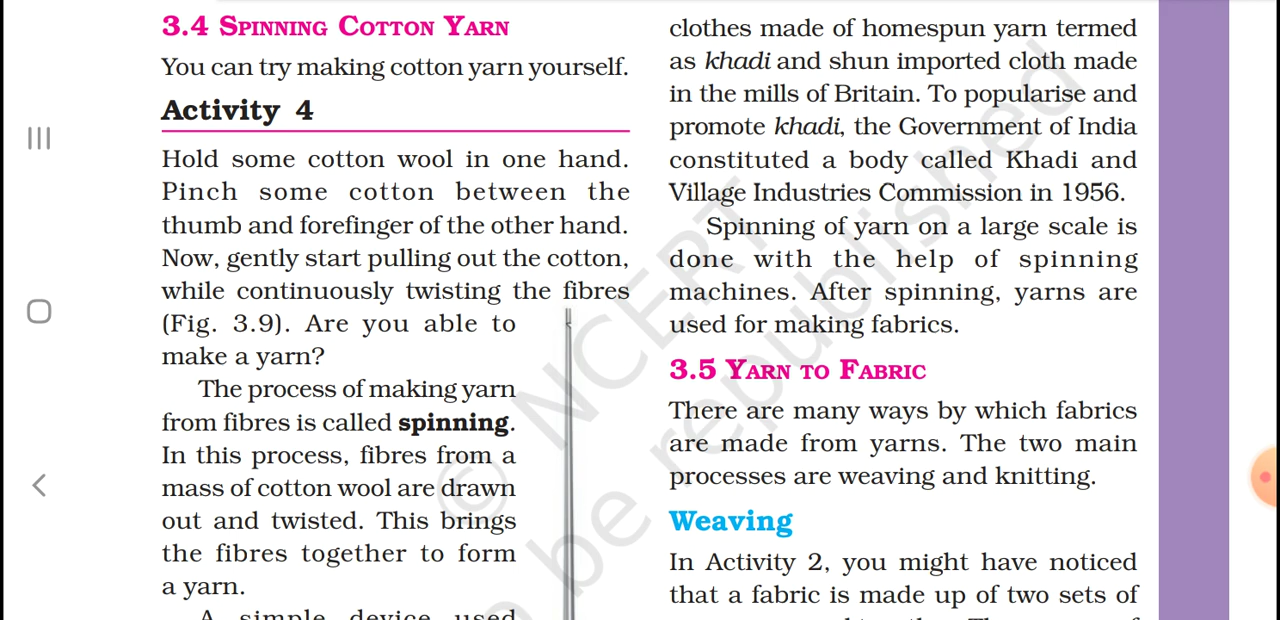 3.4 SPINNING COTTON YARN
You can try making cotton yarn yourself.
Activity 4
Hold some cotton wool in one hand.
Pinch some cotton between the
thumb and forefinger of the other hand.
Now, gently start pulling out the cotton,
while continuously twisting the fibres
(Fig. 3.9). Are you able to
make a yarn?
The process of making yarn
from fibres is called spinning.
In this process, fibres from a
mass of cotton wool are drawn
out and twisted. This brings
the fibres together to form
a yarn.
A simple device used
clothes made of homespun yarn termed
as khadi and shun imported cloth made
in the mills of Britain. To popularise and
promote khadi, the Government of India
constituted a body called Khadi and
Village Industries Commission in 1956.
Spinning of yarn on a large scale is
done with the help of spinning
machines. After spinning, yarns are
used for making fabrics.
3.5 YARN TO FABRIC
There are many ways by which fabrics
are made from yarns. The two main
processes are weaving and knitting.
Weaving
In Activity 2, you might have noticed
that a fabric is made up of two sets of
© NCERT
be republished